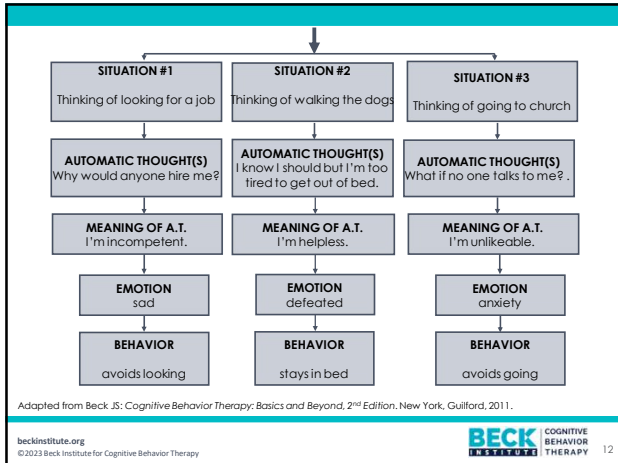 SITUATION #1
Thinking of looking for a job
SITUATION #2
Thinking of walking the dogs
SITUATION #3
Thinking of going to church
AUTOMATIC THOUGHT(S)
Why would anyone hire me?
AUTOMATIC THOUGHT(S)
I know I should but I'm too
tired to get out of bed.
AUTOMATIC THOUGHT(S)
What if no one talks to me? .
MEANING OF A.T.
I'm incompetent.
MEANING OF A.T.
I'm helpless.
MEANING OF A.T.
I'm unlikeable.
EMOTION
sad
EMOTION
defeated
EMOTION
anxiety
BEHAVIOR
avoids looking
BEHAVIOR
stays in bed
BEHAVIOR
avoids going
Adapted from Beck JS: Cognitive Behavior Therapy: Basics and Beyond, 2nd Edition. New York, Guilford, 2011.
beckinstitute.org
©2023 Beck Institute for Cognitive Behavior Therapy
BECK
INSTITUTE
COGNITIVE
BEHAVIOR
THERAPY
12